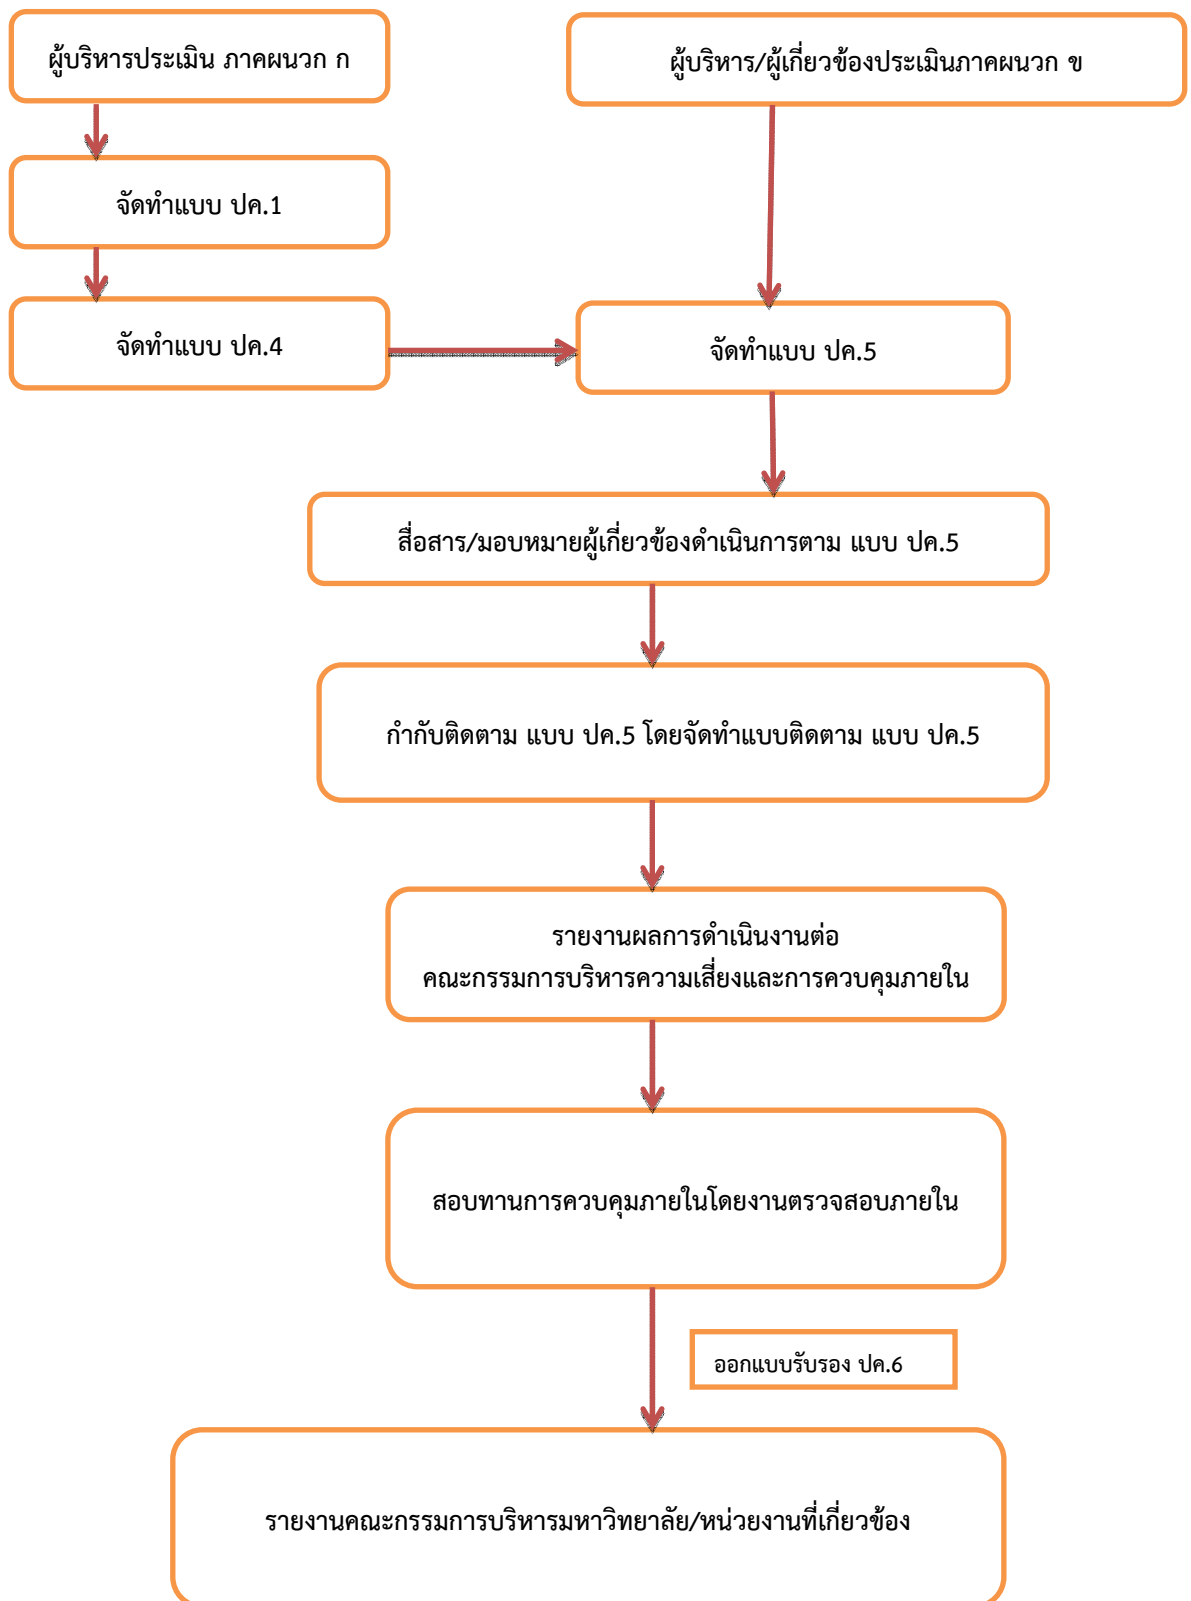 ผู้บริหารประเมิน ภาคผนวก ก
ผู้บริหาร/ผู้เกี่ยวข้องประเมินภาคผนวก ข
จัดทำแบบ ปค.1
จัดทำแบบ ปค.4
จัดทำแบบ ปค.5
สื่อสาร/มอบหมายผู้เกี่ยวข้องดำเนินการตาม แบบ ปค.5
กำกับติดตาม แบบ ปค.5 โดยจัดทำแบบติดตาม แบบ ปค.5
รายงานผลการดำเนินงานต่อ
คณะกรรมการบริหารความเสี่ยงและการควบคุมภายใน
สอบทานการควบคุมภายในโดยงานตรวจสอบภายใน
ออกแบบรับรอง ปค.6
รายงานคณะกรรมการบริหารมหาวิทยาลัย/หน่วยงานที่เกี่ยวข้อง